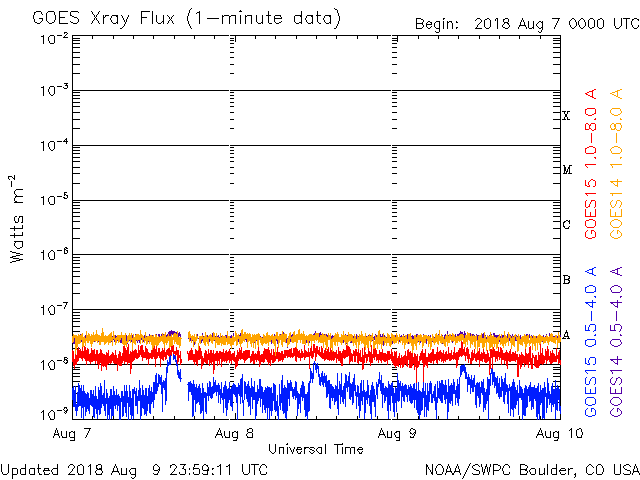 GOES Xray Flux (1-minute data)
Begin: 2018 Aug 7 0000 UTC
10⁻²
10⁻³
10⁻⁴
10⁻⁵
10⁻⁶
10⁻⁷
10⁻⁸
10⁻⁹
Watts m⁻²
X
M
C
B
A
GOES15 1.0-8.0 A
GOES14 1.0-8.0 A
GOES15 0.5-4.0 A
GOES14 0.5-4.0 A
Aug 7 Aug 8 Aug 9 Aug 10
Universal Time
Updated 2018 Aug 9 23:59:11 UTC
NOAA/SWPC Boulder, CO USA